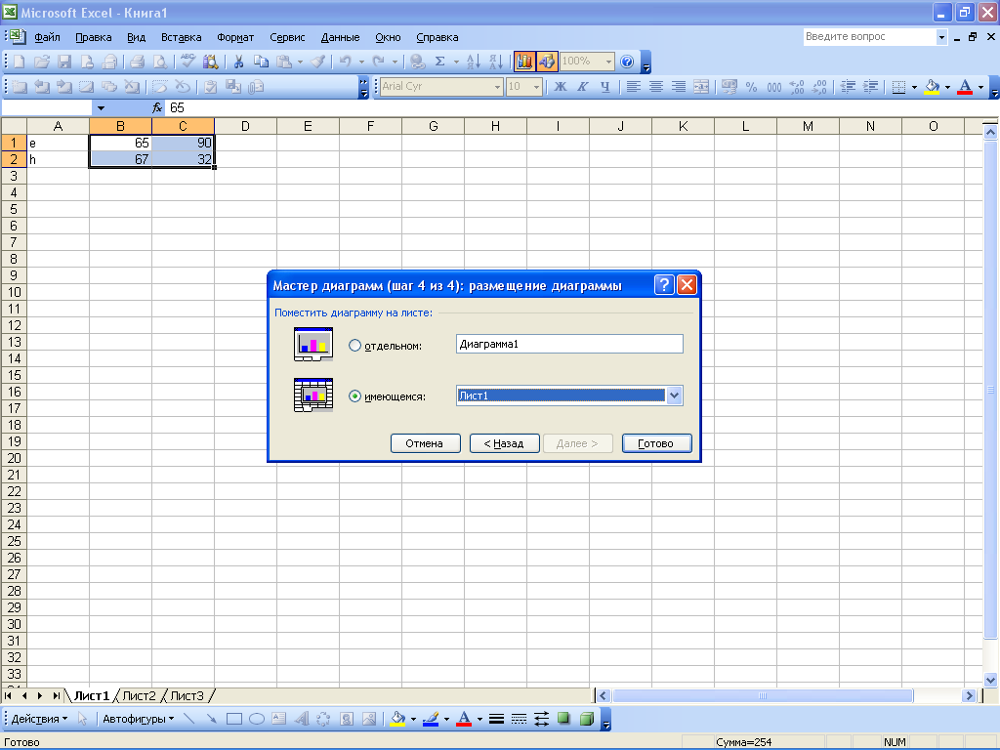 Microsoft Excel - Книга1
Файл Правка Вид Вставка Формат Сервис Данные Окно Справка Введите вопрос
Σ 100%
Arial Cyr 10 Ж К Ч % 000
fx 65
A B C D E F G H I J K L M N O
1 e 65 90
2 h 67 32
3
4
5
6
7
8
9
10
11
12
13
14
15
16
17
18
19
20
21
22
23
24
25
26
27
28
29
30
31
32
33
Мастер диаграмм (шаг 4 из 4): размещение диаграммы
Поместить диаграмму на листе:
отдельном: Диаграмма1
имеющемся: Лист1
Отмена < Назад Далее > Готово
Лист1 Лист2 Лист3
Действия Автофигуры
Готово Сумма=254 NUM